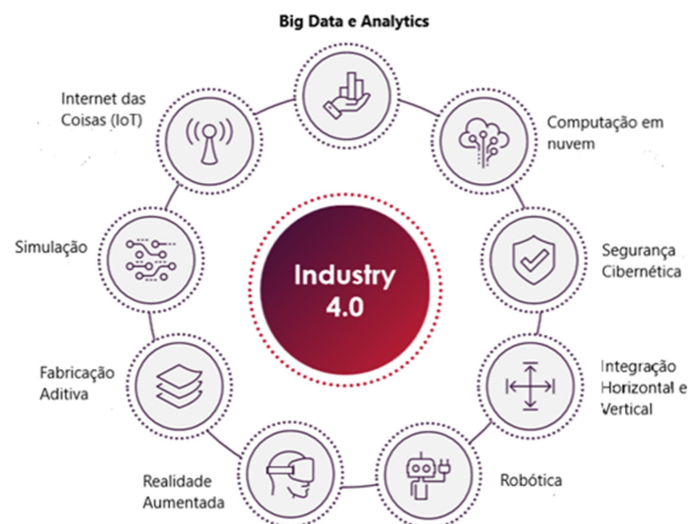 Big Data e Analytics
Internet das
Coisas (IoT)
Computação em
nuvem
Simulação
Segurança
Cibernética
Industry
4.0
Fabricação
Aditiva
Integração
Horizontal e
Vertical
Realidade
Aumentada
Robótica